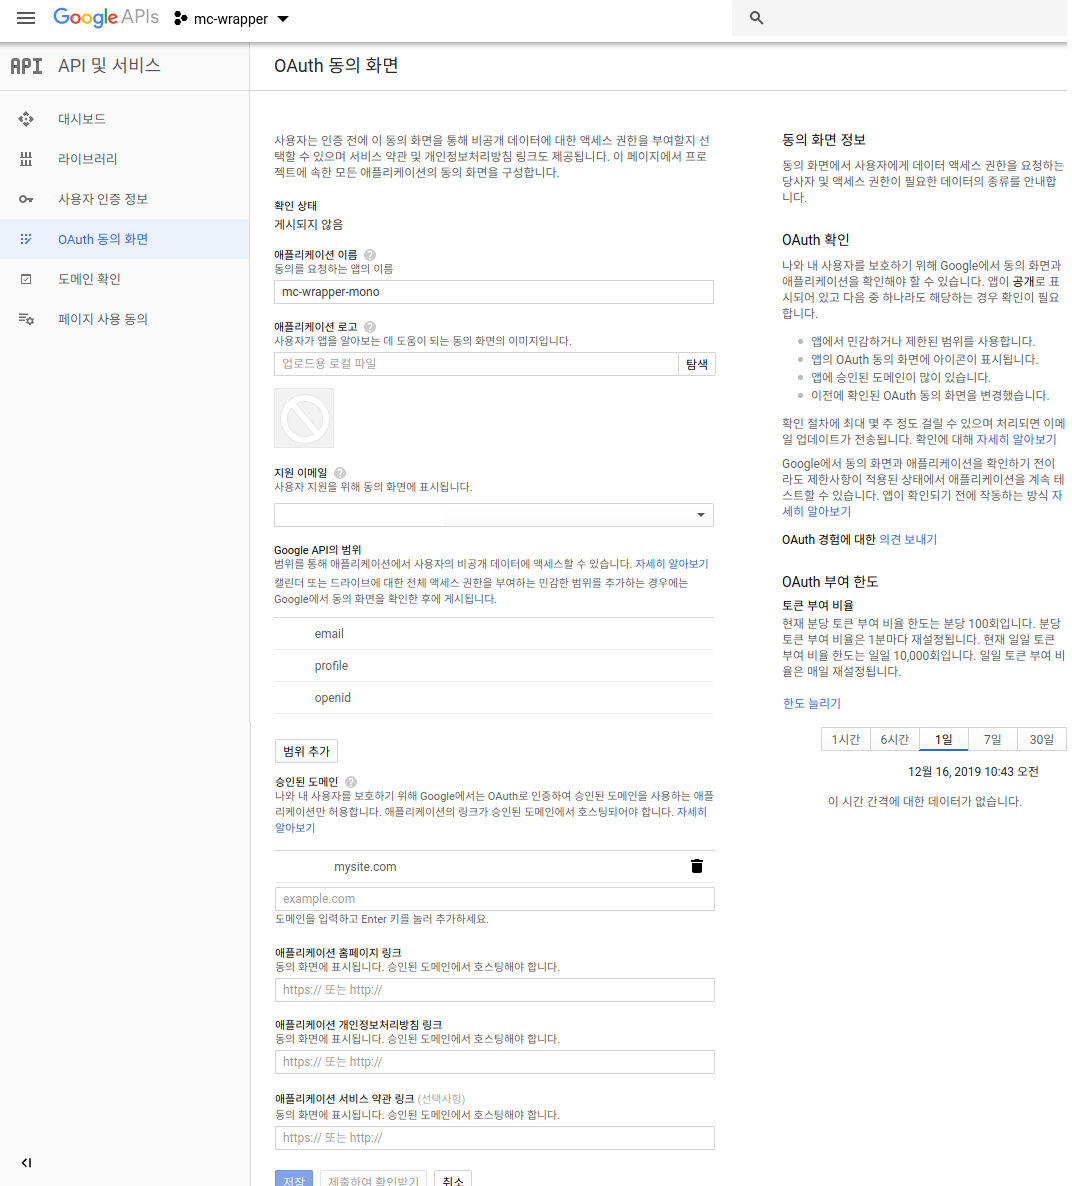 Google APIs
mc-wrapper
API
API 및 서비스
OAuth 동의 화면
대시보드
라이브러리
사용자 인증 정보
OAuth 동의 화면
도메인 확인
페이지 사용 동의
사용자는 인증 전에 이 동의 화면을 통해 비공개 데이터에 대한 액세스 권한을 부여할지 선
택할 수 있으며 서비스 약관 및 개인정보처리방침 링크도 제공됩니다. 이 페이지에서 프로
젝트에 속한 모든 애플리케이션의 동의 화면을 구성합니다.
확인 상태
게시되지 않음
애플리케이션 이름 ?
동의를 요청하는 앱의 이름
mc-wrapper-mono
애플리케이션 로고 ?
사용자가 앱을 알아보는 데 도움이 되는 동의 화면의 이미지입니다.
업로드용 로컬 파일
탐색
지원 이메일 ?
사용자 지원을 위해 동의 화면에 표시됩니다.
Google API의 범위
범위를 통해 애플리케이션에서 사용자의 비공개 데이터에 액세스할 수 있습니다. 자세히 알아보기
캘린더 또는 드라이브에 대한 전체 액세스 권한을 부여하는 민감한 범위를 추가하는 경우에는
Google에서 동의 화면을 확인한 후에 게시됩니다.
email
profile
openid
범위 추가
승인된 도메인 ?
나와 내 사용자를 보호하기 위해 Google에서는 OAuth로 인증하여 승인된 도메인을 사용하는 애플
리케이션만 허용합니다. 애플리케이션의 링크가 승인된 도메인에서 호스팅되어야 합니다. 자세히
알아보기
mysite.com
example.com
도메인을 입력하고 Enter 키를 눌러 추가하세요.
애플리케이션 홈페이지 링크
동의 화면에 표시됩니다. 승인된 도메인에서 호스팅해야 합니다.
https:// 또는 http://
애플리케이션 개인정보처리방침 링크
동의 화면에 표시됩니다. 승인된 도메인에서 호스팅해야 합니다.
https:// 또는 http://
애플리케이션 서비스 약관 링크 (선택사항)
동의 화면에 표시됩니다. 승인된 도메인에서 호스팅해야 합니다.
https:// 또는 http://
저장
제출하여 확인받기
취소
동의 화면 정보
동의 화면에서 사용자에게 데이터 액세스 권한을 요청하는
당사자 및 액세스 권한이 필요한 데이터의 종류를 안내합
니다.
OAuth 확인
나와 내 사용자를 보호하기 위해 Google에서 동의 화면과
애플리케이션을 확인해야 할 수 있습니다. 앱이 공개로 표
시되어 있고 다음 중 하나라도 해당하는 경우 확인이 필요
합니다.
앱에서 민감하거나 제한된 범위를 사용합니다.
앱의 OAuth 동의 화면에 아이콘이 표시됩니다.
앱에 승인된 도메인이 많이 있습니다.
이전에 확인된 OAuth 동의 화면을 변경했습니다.
확인 절차에 최대 몇 주 정도 걸릴 수 있으며 처리되면 이메
일 업데이트가 전송됩니다. 확인에 대해 자세히 알아보기
Google에서 동의 화면과 애플리케이션을 확인하기 전이
라도 제한사항이 적용된 상태에서 애플리케이션을 계속 테
스트할 수 있습니다. 앱이 확인되기 전에 작동하는 방식 자
세히 알아보기
OAuth 경험에 대한 의견 보내기
OAuth 부여 한도
토큰 부여 비율
현재 분당 토큰 부여 비율 한도는 분당 100회입니다. 분당
토큰 부여 비율은 1분마다 재설정됩니다. 현재 일일 토큰
부여 비율 한도는 일일 10,000회입니다. 일일 토큰 부여 비
율은 매일 재설정됩니다.
한도 늘리기
1시간
6시간
1일
7일
30일
12월 16, 2019 10:43 오전
이 시간 간격에 대한 데이터가 없습니다.